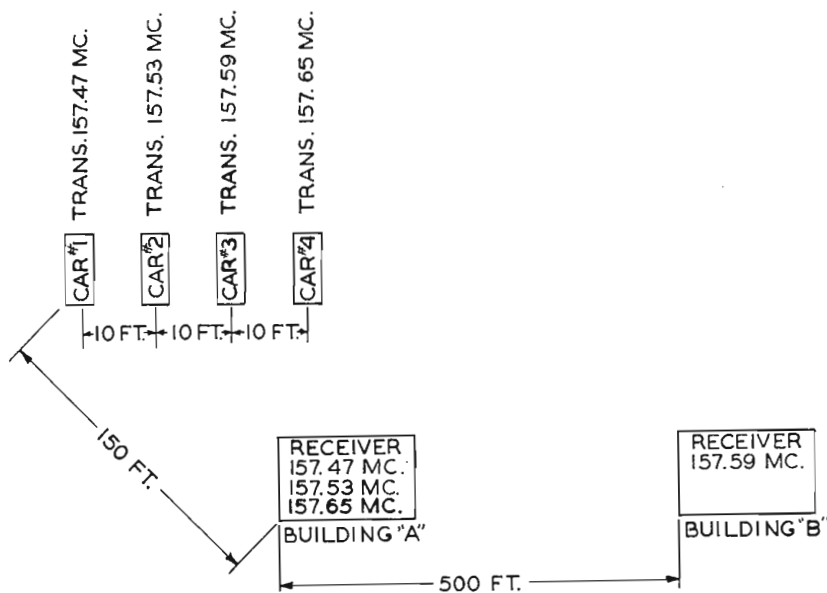 TRANS. 157.47 MC.
TRANS. 157.53 MC.
TRANS. 157.59 MC.
TRANS. 157.65 MC.
CAR #1
CAR #2
CAR #3
CAR #4
10 FT.
10 FT.
10 FT.
150 FT.
RECEIVER
157.47 MC.
157.53 MC.
157.65 MC.
BUILDING "A"
RECEIVER
157.59 MC.
BUILDING "B"
500 FT.